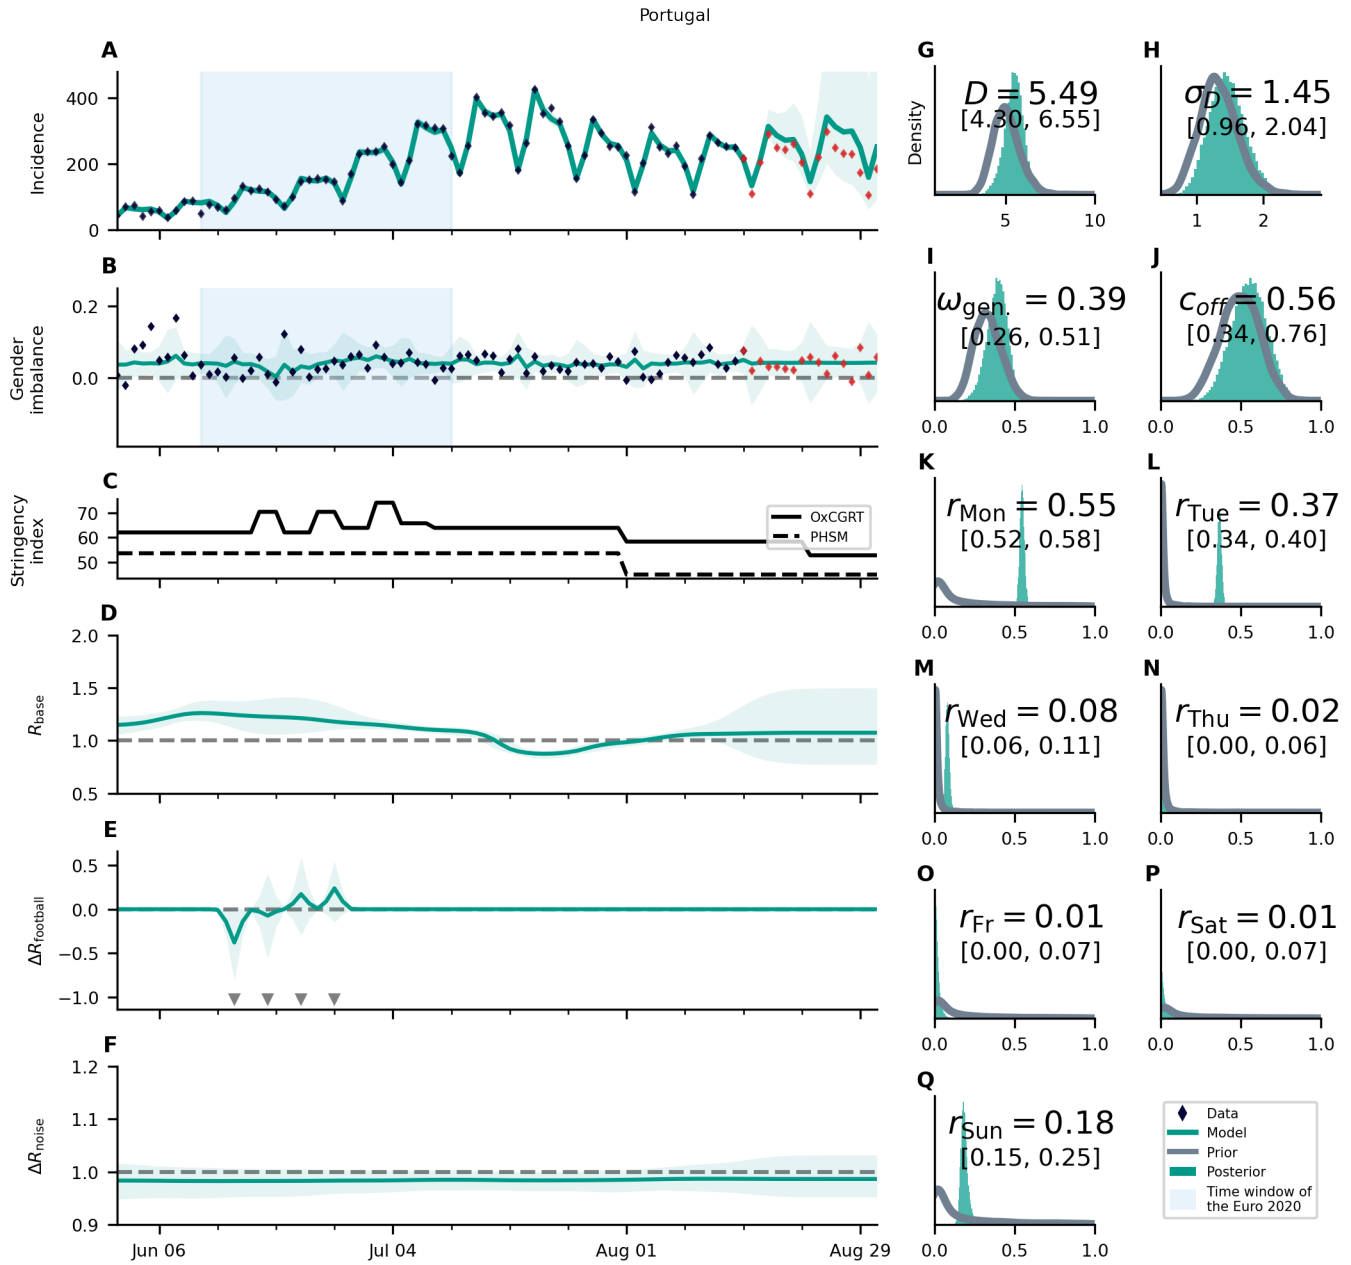 Portugal
A
Incidence
400
200
0
B
Gender
imbalance
0.2
0.0
C
Stringency
index
70
60
50
OxCGRT
PHSM
D
R_base
2.0
1.5
1.0
0.5
E
ΔR_football
0.5
0.0
−0.5
−1.0
F
ΔR_noise
1.2
1.1
1.0
0.9
Jun 06 Jul 04 Aug 01 Aug 29
G
Density
D = 5.49
[4.30, 6.55]
5 10
H
σ_D = 1.45
[0.96, 2.04]
1 2
I
ω_gen. = 0.39
[0.26, 0.51]
0.0 0.5 1.0
J
c_off = 0.56
[0.34, 0.76]
0.0 0.5 1.0
K
r_Mon = 0.55
[0.52, 0.58]
0.0 0.5 1.0
L
r_Tue = 0.37
[0.34, 0.40]
0.0 0.5 1.0
M
r_Wed = 0.08
[0.06, 0.11]
0.0 0.5 1.0
N
r_Thu = 0.02
[0.00, 0.06]
0.0 0.5 1.0
O
r_Fr = 0.01
[0.00, 0.07]
0.0 0.5 1.0
P
r_Sat = 0.01
[0.00, 0.07]
0.0 0.5 1.0
Q
r_Sun = 0.18
[0.15, 0.25]
0.0 0.5 1.0
Data
Model
Prior
Posterior
Time window of
the Euro 2020